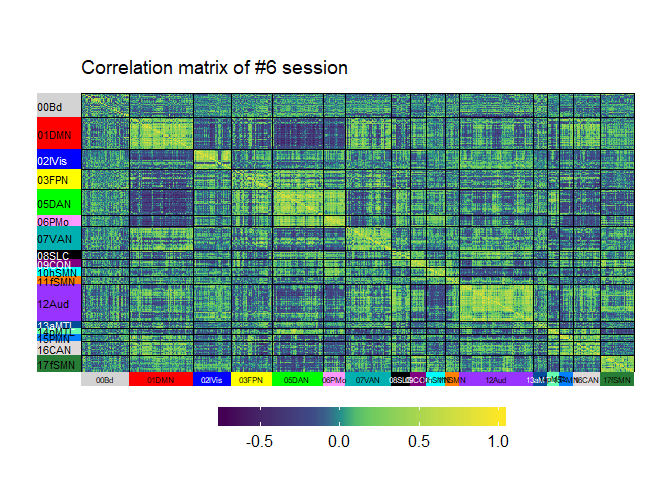 Correlation matrix of #6 session
00Bd
01DMN
02lVis
03FPN
05DAN
06PMo
07VAN
08SLC
09CON
10hSMN
11fSMN
12Aud
13aMTL
15PMN
16CAN
17fSMN
00Bd 01DMN 02lVis 03FPN 05DAN 06PMo 07VAN 08SLC 12Aud 16CAN 17fSMN
-0.5 0.0 0.5 1.0